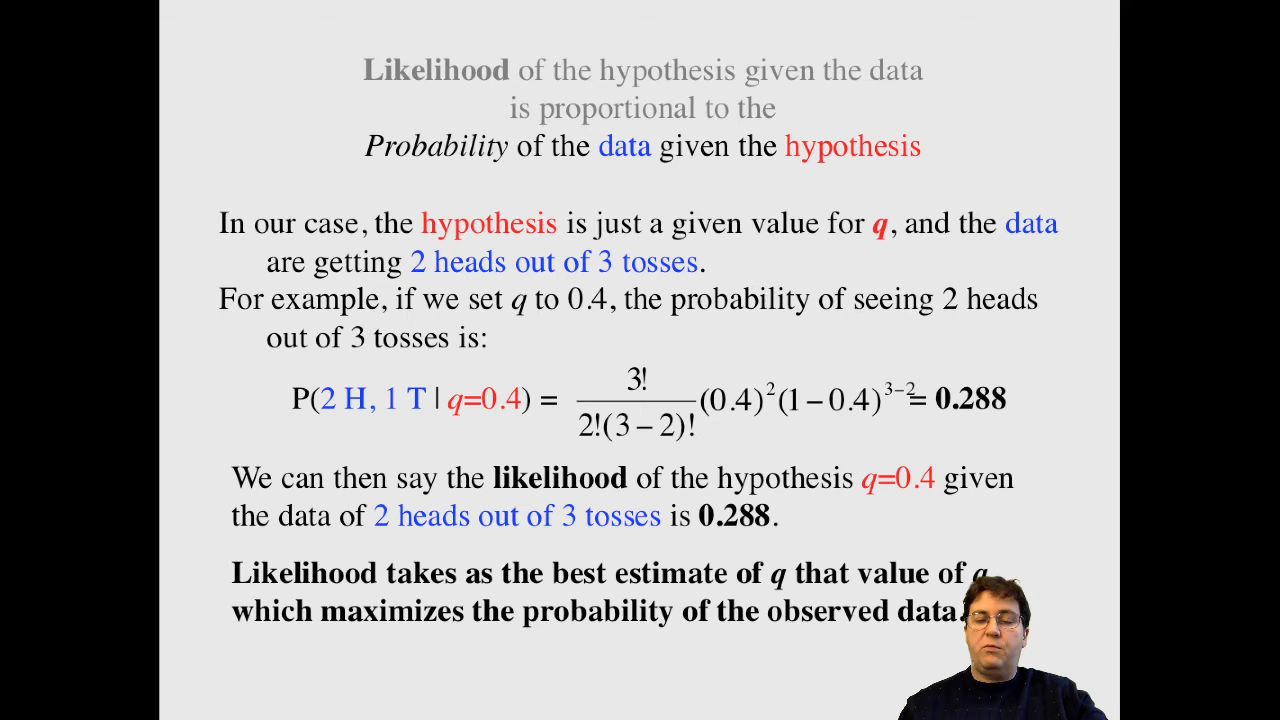 Likelihood of the hypothesis given the data
is proportional to the
Probability of the data given the hypothesis
In our case, the hypothesis is just a given value for q, and the data
are getting 2 heads out of 3 tosses.
For example, if we set q to 0.4, the probability of seeing 2 heads
out of 3 tosses is:
P(2 H, 1 T | q=0.4) = 3! / 2!(3 − 2)! (0.4)² (1 − 0.4)³⁻² = 0.288
We can then say the likelihood of the hypothesis q=0.4 given
the data of 2 heads out of 3 tosses is 0.288.
Likelihood takes as the best estimate of q that value of q
which maximizes the probability of the observed data.